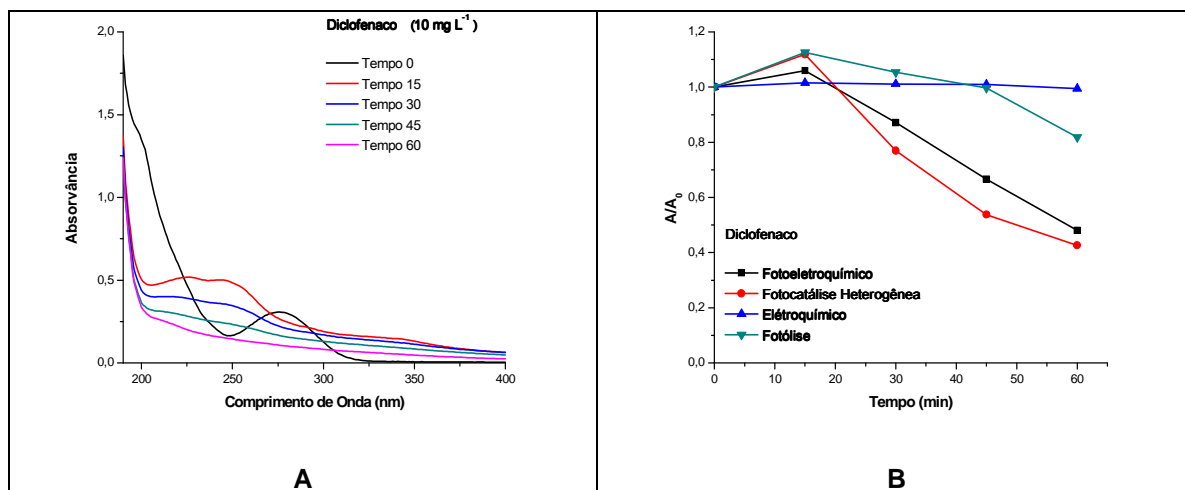 Diclofenaco (10 mg L⁻¹)
Tempo 0
Tempo 15
Tempo 30
Tempo 45
Tempo 60
2,0
1,5
1,0
0,5
0,0
Absorvância
200 250 300 350 400
Comprimento de Onda (nm)
A
1,2
1,0
0,8
0,6
0,4
0,2
0,0
A/A₀
Diclofenaco
Fotoeletroquímico
Fotocatálise Heterogênea
Elétroquímico
Fotólise
0 10 20 30 40 50 60
Tempo (min)
B